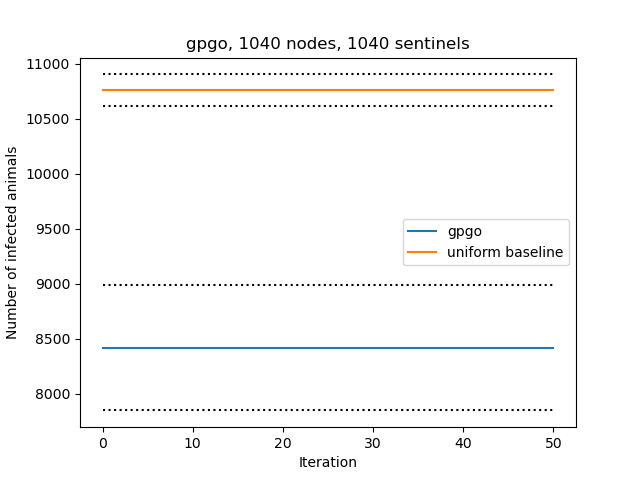 gpgo, 1040 nodes, 1040 sentinels
11000
10500
10000
9500
9000
8500
8000
Number of infected animals
gpgo
uniform baseline
0
10
20
30
40
50
Iteration